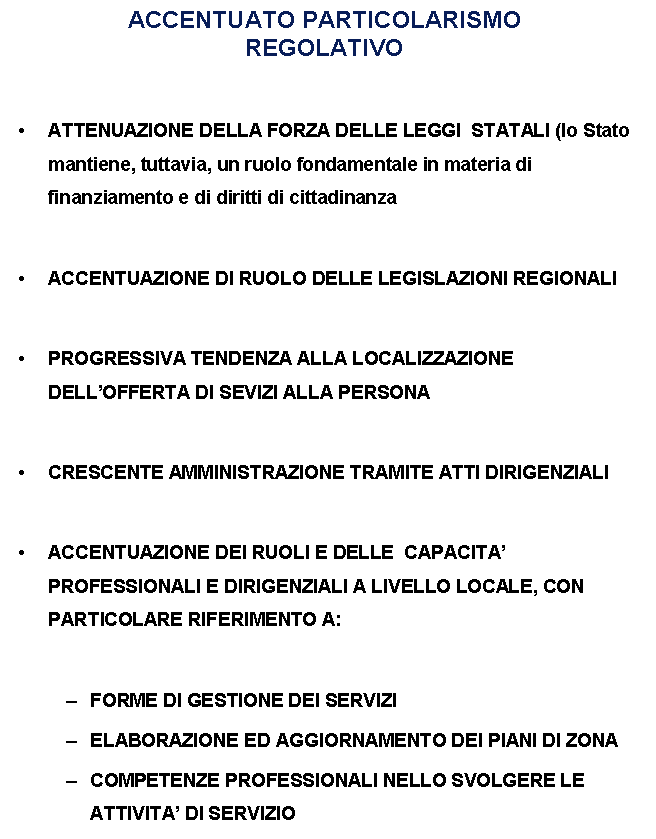 ACCENTUATO PARTICOLARISMO
REGOLATIVO
• ATTENUAZIONE DELLA FORZA DELLE LEGGI STATALI (lo Stato
mantiene, tuttavia, un ruolo fondamentale in materia di
finanziamento e di diritti di cittadinanza
• ACCENTUAZIONE DI RUOLO DELLE LEGISLAZIONI REGIONALI
• PROGRESSIVA TENDENZA ALLA LOCALIZZAZIONE
DELL'OFFERTA DI SEVIZI ALLA PERSONA
• CRESCENTE AMMINISTRAZIONE TRAMITE ATTI DIRIGENZIALI
• ACCENTUAZIONE DEI RUOLI E DELLE CAPACITA'
PROFESSIONALI E DIRIGENZIALI A LIVELLO LOCALE, CON
PARTICOLARE RIFERIMENTO A:
– FORME DI GESTIONE DEI SERVIZI
– ELABORAZIONE ED AGGIORNAMENTO DEI PIANI DI ZONA
– COMPETENZE PROFESSIONALI NELLO SVOLGERE LE
ATTIVITA' DI SERVIZIO